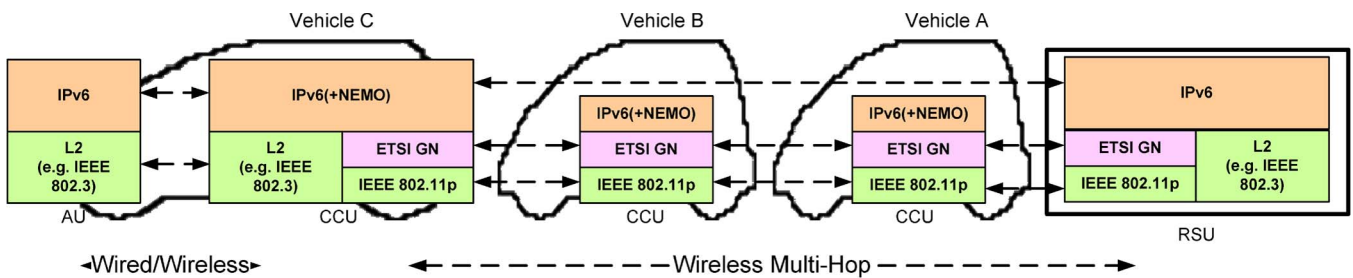 Vehicle C
Vehicle B
Vehicle A
IPv6
L2
(e.g. IEEE
802.3)
AU
IPv6(+NEMO)
L2
(e.g. IEEE
802.3)
ETSI GN
IEEE 802.11p
CCU
IPv6(+NEMO)
ETSI GN
IEEE 802.11p
CCU
IPv6(+NEMO)
ETSI GN
IEEE 802.11p
CCU
IPv6
ETSI GN
IEEE 802.11p
L2
(e.g. IEEE
802.3)
RSU
Wired/Wireless
Wireless Multi-Hop